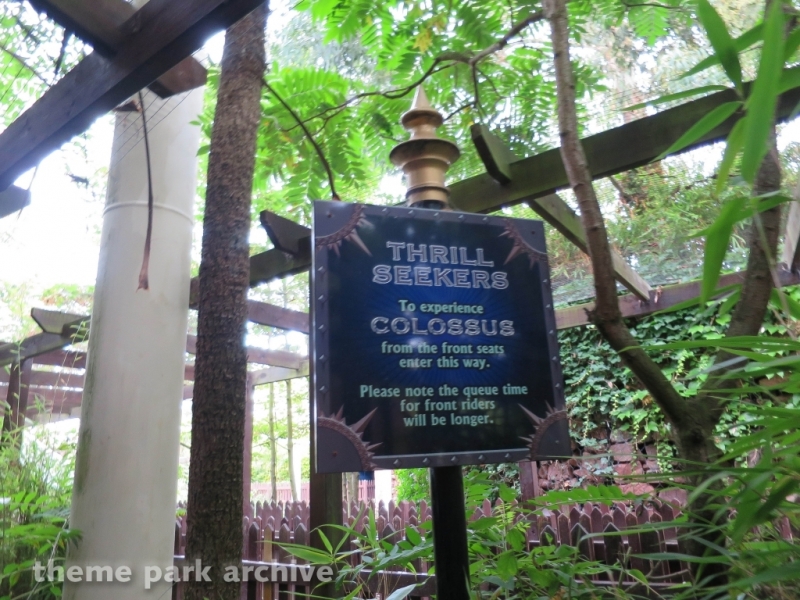 THRILL
SEEKERS
To experience
COLOSSUS
from the front seats
enter this way.
Please note the queue time
for front riders
will be longer.
theme park archive